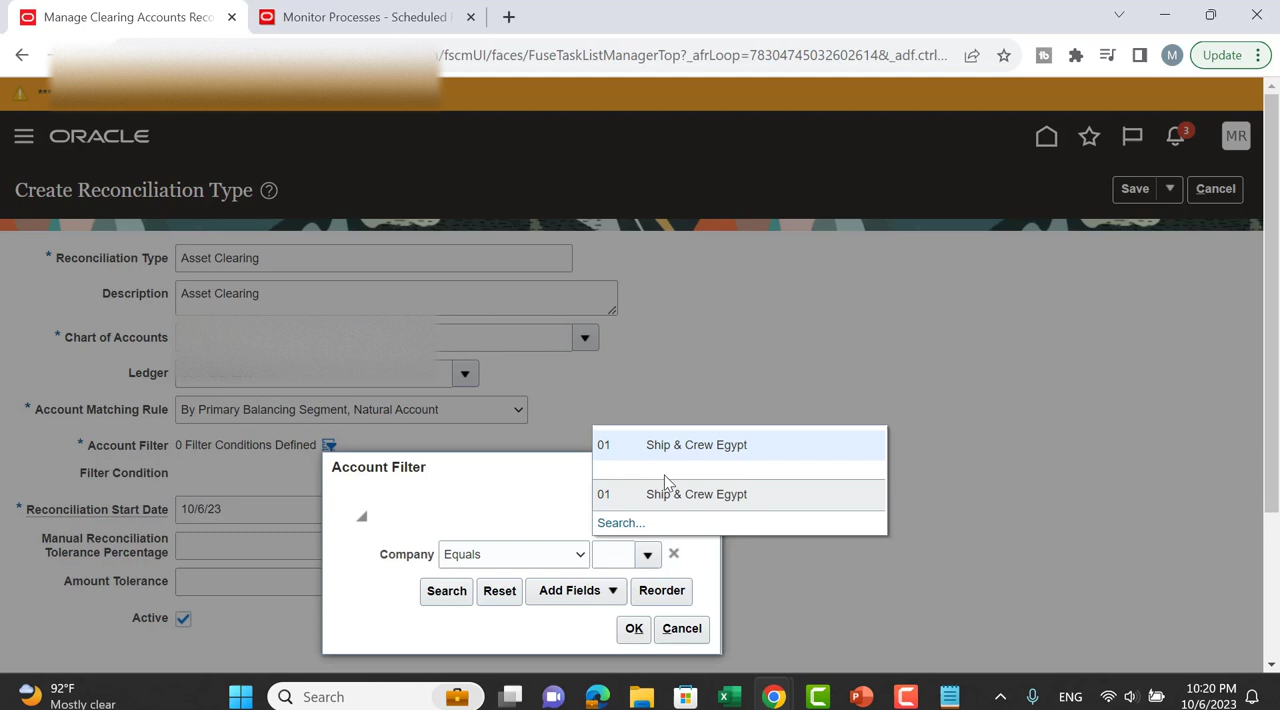 Manage Clearing Accounts Reco
Monitor Processes - Scheduled
/fscmUI/faces/FuseTaskListManagerTop?_afrLoop=78304745032602614&_adf.ctrl...
M
Update
ORACLE
3
MR
Create Reconciliation Type
Save
Cancel
* Reconciliation Type Asset Clearing
Description Asset Clearing
* Chart of Accounts
Ledger
* Account Matching Rule By Primary Balancing Segment, Natural Account
* Account Filter 0 Filter Conditions Defined
01 Ship & Crew Egypt
Account Filter
Filter Condition
01 Ship & Crew Egypt
* Reconciliation Start Date 10/6/23
Search...
Manual Reconciliation
Tolerance Percentage
Company Equals
Amount Tolerance
Search Reset Add Fields Reorder
Active
OK Cancel
92°F
Mostly clear
Search
ENG
10:20 PM
10/6/2023